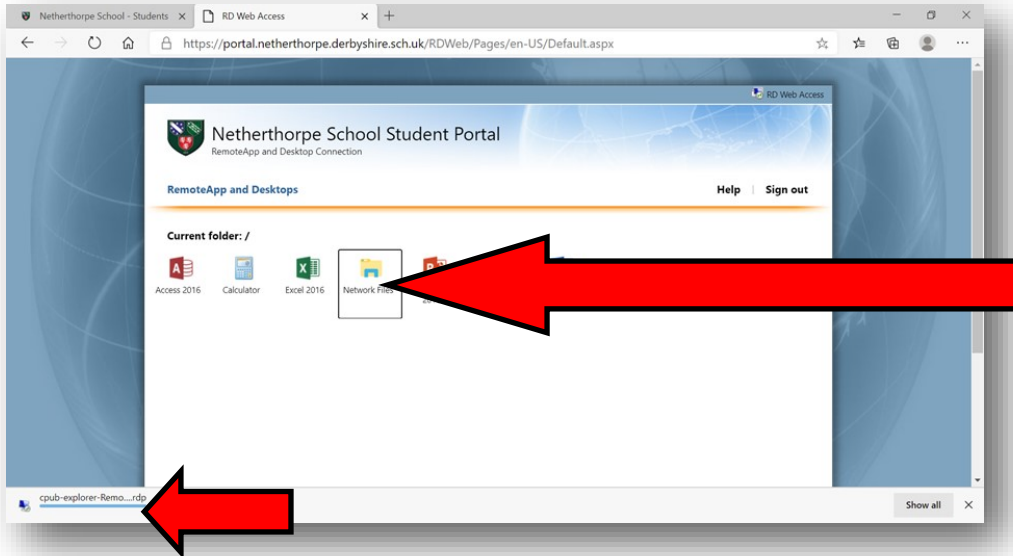 Netherthorpe School - Students
RD Web Access
https://portal.netherthorpe.derbyshire.sch.uk/RDWeb/Pages/en-US/Default.aspx
RD Web Access
Netherthorpe School Student Portal
RemoteApp and Desktop Connection
RemoteApp and Desktops
Help | Sign out
Current folder: /
Access 2016 Calculator Excel 2016 Network Files
cpub-explorer-Remo....rdp
Show all